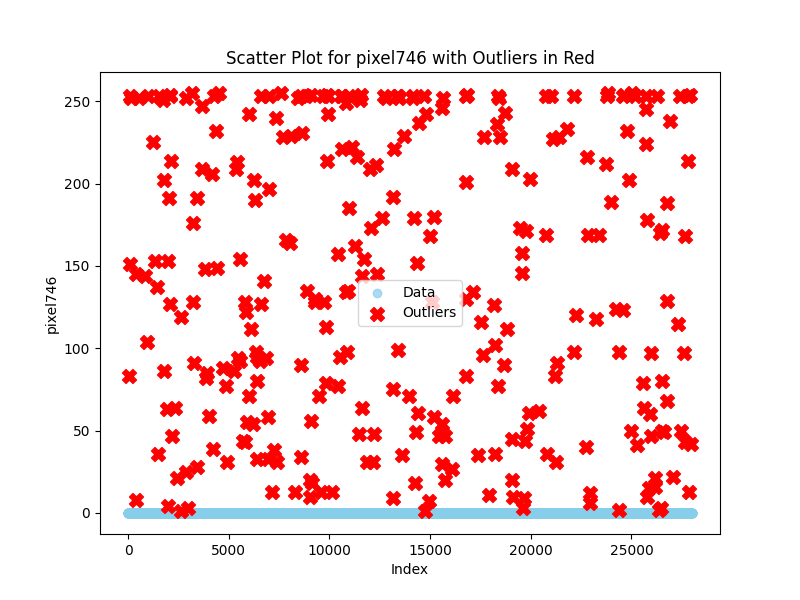 Scatter Plot for pixel746 with Outliers in Red
250
200
150
100
50
0
pixel746
Data
Outliers
0
5000
10000
15000
20000
25000
Index